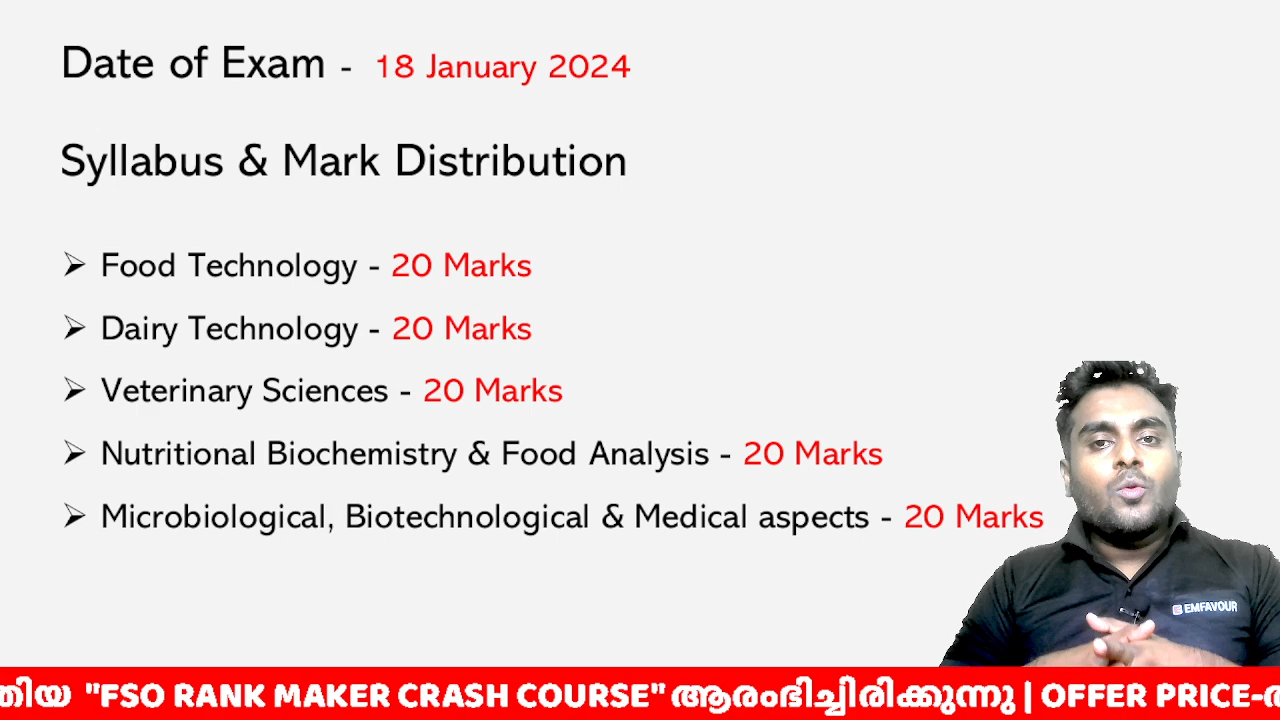 Date of Exam - 18 January 2024
Syllabus & Mark Distribution
➢ Food Technology - 20 Marks
➢ Dairy Technology - 20 Marks
➢ Veterinary Sciences - 20 Marks
➢ Nutritional Biochemistry & Food Analysis - 20 Marks
➢ Microbiological, Biotechnological & Medical aspects - 20 Marks
EMFAVOUR
"FSO RANK MAKER CRASH COURSE" ആരംഭിച്ചിരിക്കുന്നു | OFFER PRICE-